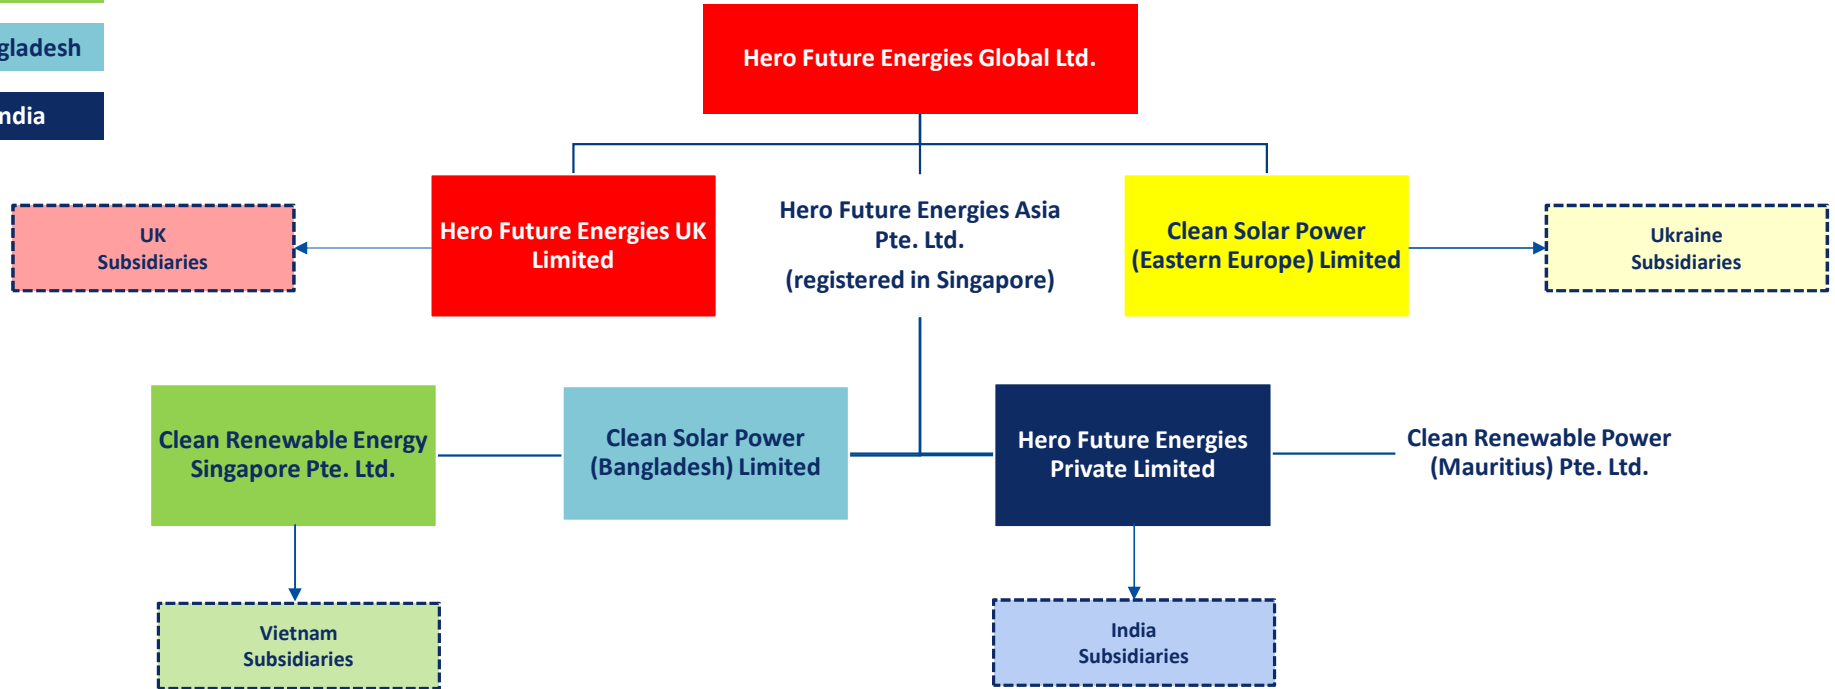 gladesh
ndia
Hero Future Energies Global Ltd.
UK
Subsidiaries
Hero Future Energies UK
Limited
Hero Future Energies Asia
Pte. Ltd.
(registered in Singapore)
Clean Solar Power
(Eastern Europe) Limited
Ukraine
Subsidiaries
Clean Renewable Energy
Singapore Pte. Ltd.
Clean Solar Power
(Bangladesh) Limited
Hero Future Energies
Private Limited
Clean Renewable Power
(Mauritius) Pte. Ltd.
Vietnam
Subsidiaries
India
Subsidiaries